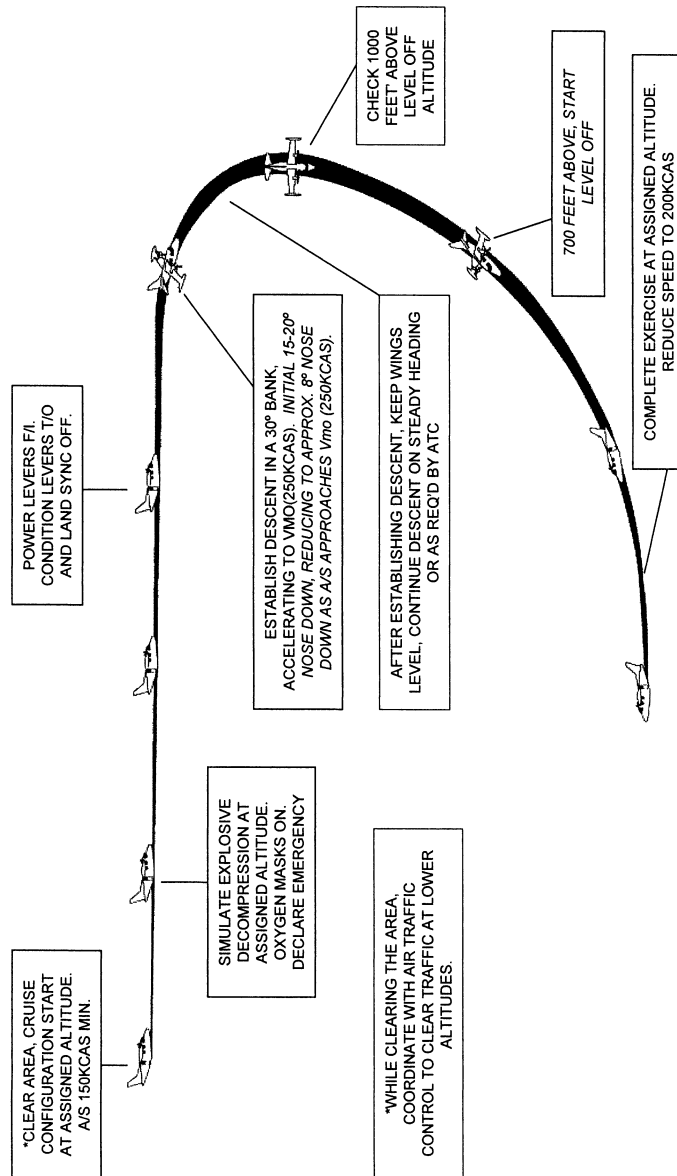 *CLEAR AREA, CRUISE
CONFIGURATION START
AT ASSIGNED ALTITUDE.
A/S 150KCAS MIN.
SIMULATE EXPLOSIVE
DECOMPRESSION AT
ASSIGNED ALTITUDE.
OXYGEN MASKS ON.
DECLARE EMERGENCY
POWER LEVERS F/I.
CONDITION LEVERS T/O
AND LAND SYNC OFF.
ESTABLISH DESCENT IN A 30º BANK,
ACCELERATING TO VMO(250KCAS). INITIAL 15-20º
NOSE DOWN, REDUCING TO APPROX. 8º NOSE
DOWN AS A/S APPROACHES Vmo (250KCAS).
AFTER ESTABLISHING DESCENT, KEEP WINGS
LEVEL, CONTINUE DESCENT ON STEADY HEADING
OR AS REQ'D BY ATC
CHECK 1000
FEET' ABOVE
LEVEL OFF
ALTITUDE
700 FEET ABOVE, START
LEVEL OFF
COMPLETE EXERCISE AT ASSIGNED ALTITUDE.
REDUCE SPEED TO 200KCAS
*WHILE CLEARING THE AREA,
COORDINATE WITH AIR TRAFFIC
CONTROL TO CLEAR TRAFFIC AT LOWER
ALTITUDES.